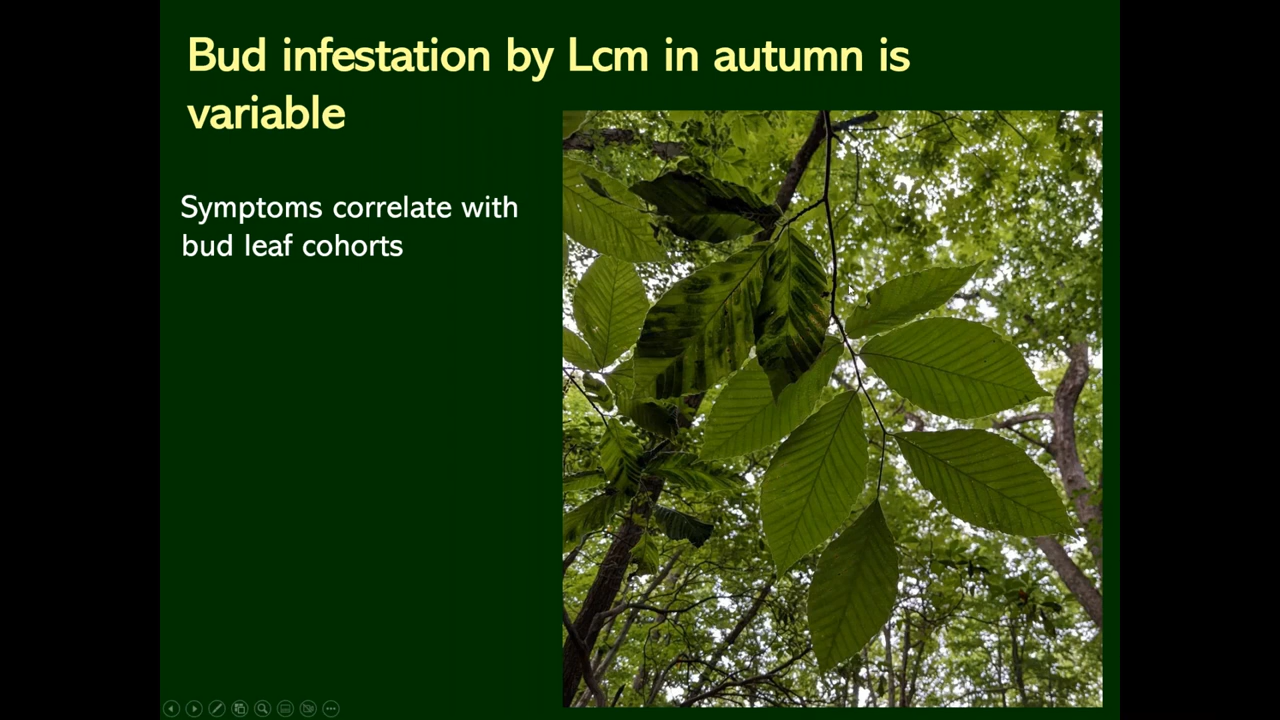 Bud infestation by Lcm in autumn is
variable
Symptoms correlate with
bud leaf cohorts